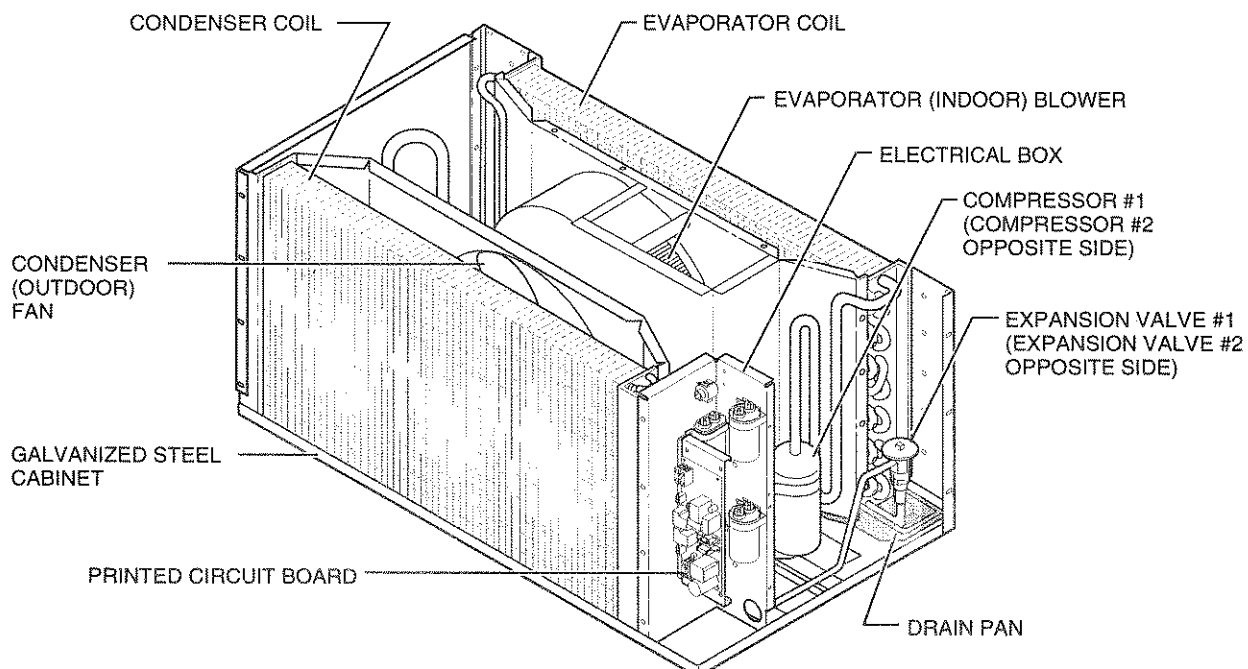 CONDENSER COIL
EVAPORATOR COIL
EVAPORATOR (INDOOR) BLOWER
ELECTRICAL BOX
COMPRESSOR #1
(COMPRESSOR #2
OPPOSITE SIDE)
CONDENSER
(OUTDOOR)
FAN
EXPANSION VALVE #1
(EXPANSION VALVE #2
OPPOSITE SIDE)
GALVANIZED STEEL
CABINET
PRINTED CIRCUIT BOARD
DRAIN PAN